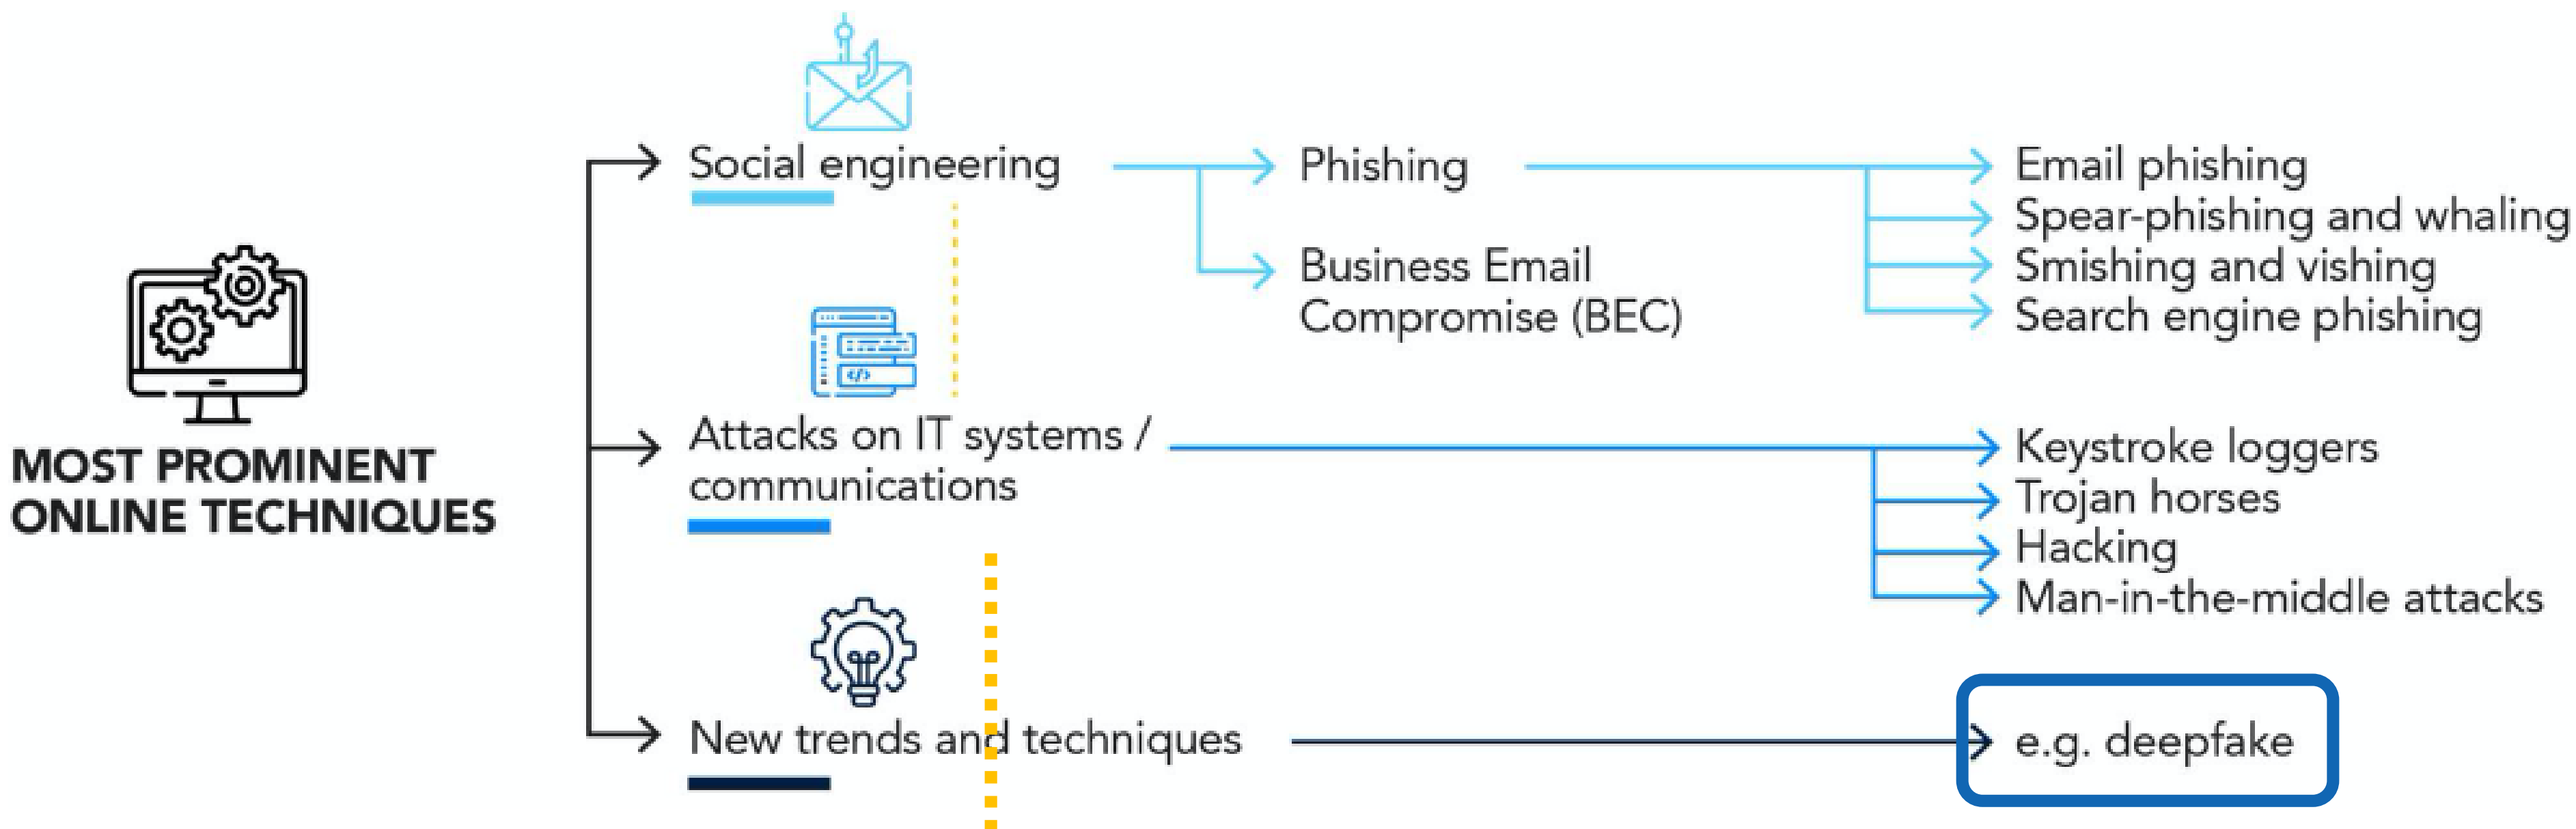 MOST PROMINENT
ONLINE TECHNIQUES
Social engineering
Phishing
Business Email
Compromise (BEC)
Email phishing
Spear-phishing and whaling
Smishing and vishing
Search engine phishing
Attacks on IT systems /
communications
Keystroke loggers
Trojan horses
Hacking
Man-in-the-middle attacks
New trends and techniques
e.g. deepfake